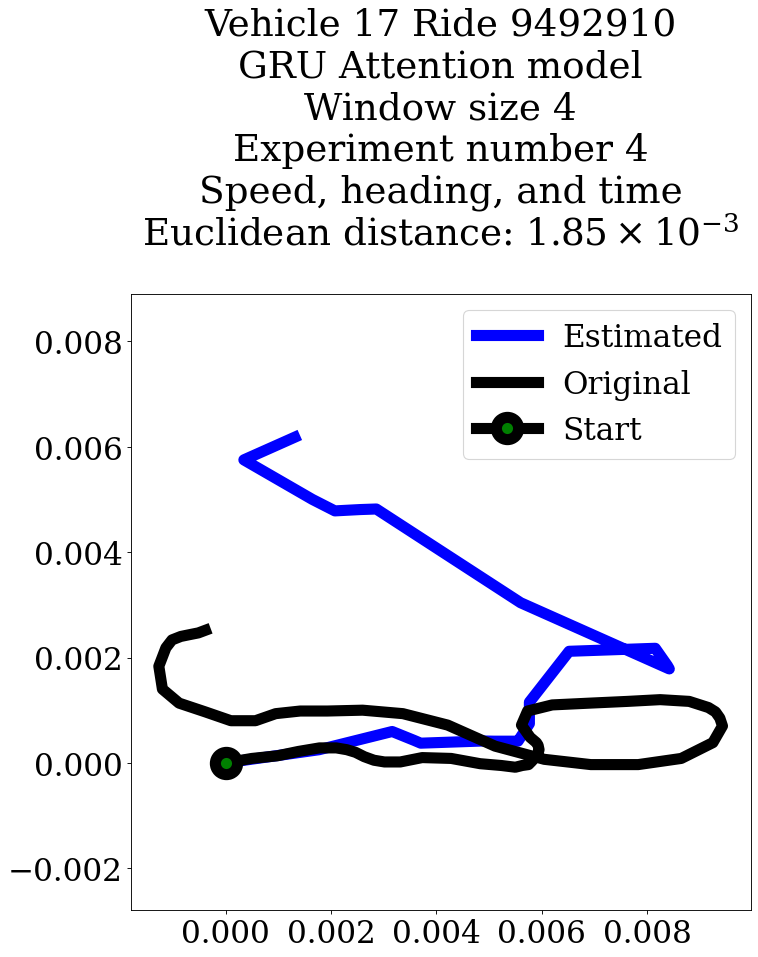 Vehicle 17 Ride 9492910
GRU Attention model
Window size 4
Experiment number 4
Speed, heading, and time
Euclidean distance: 1.85 × 10⁻³
Estimated
Original
Start
0.008
0.006
0.004
0.002
0.000
−0.002
0.000 0.002 0.004 0.006 0.008